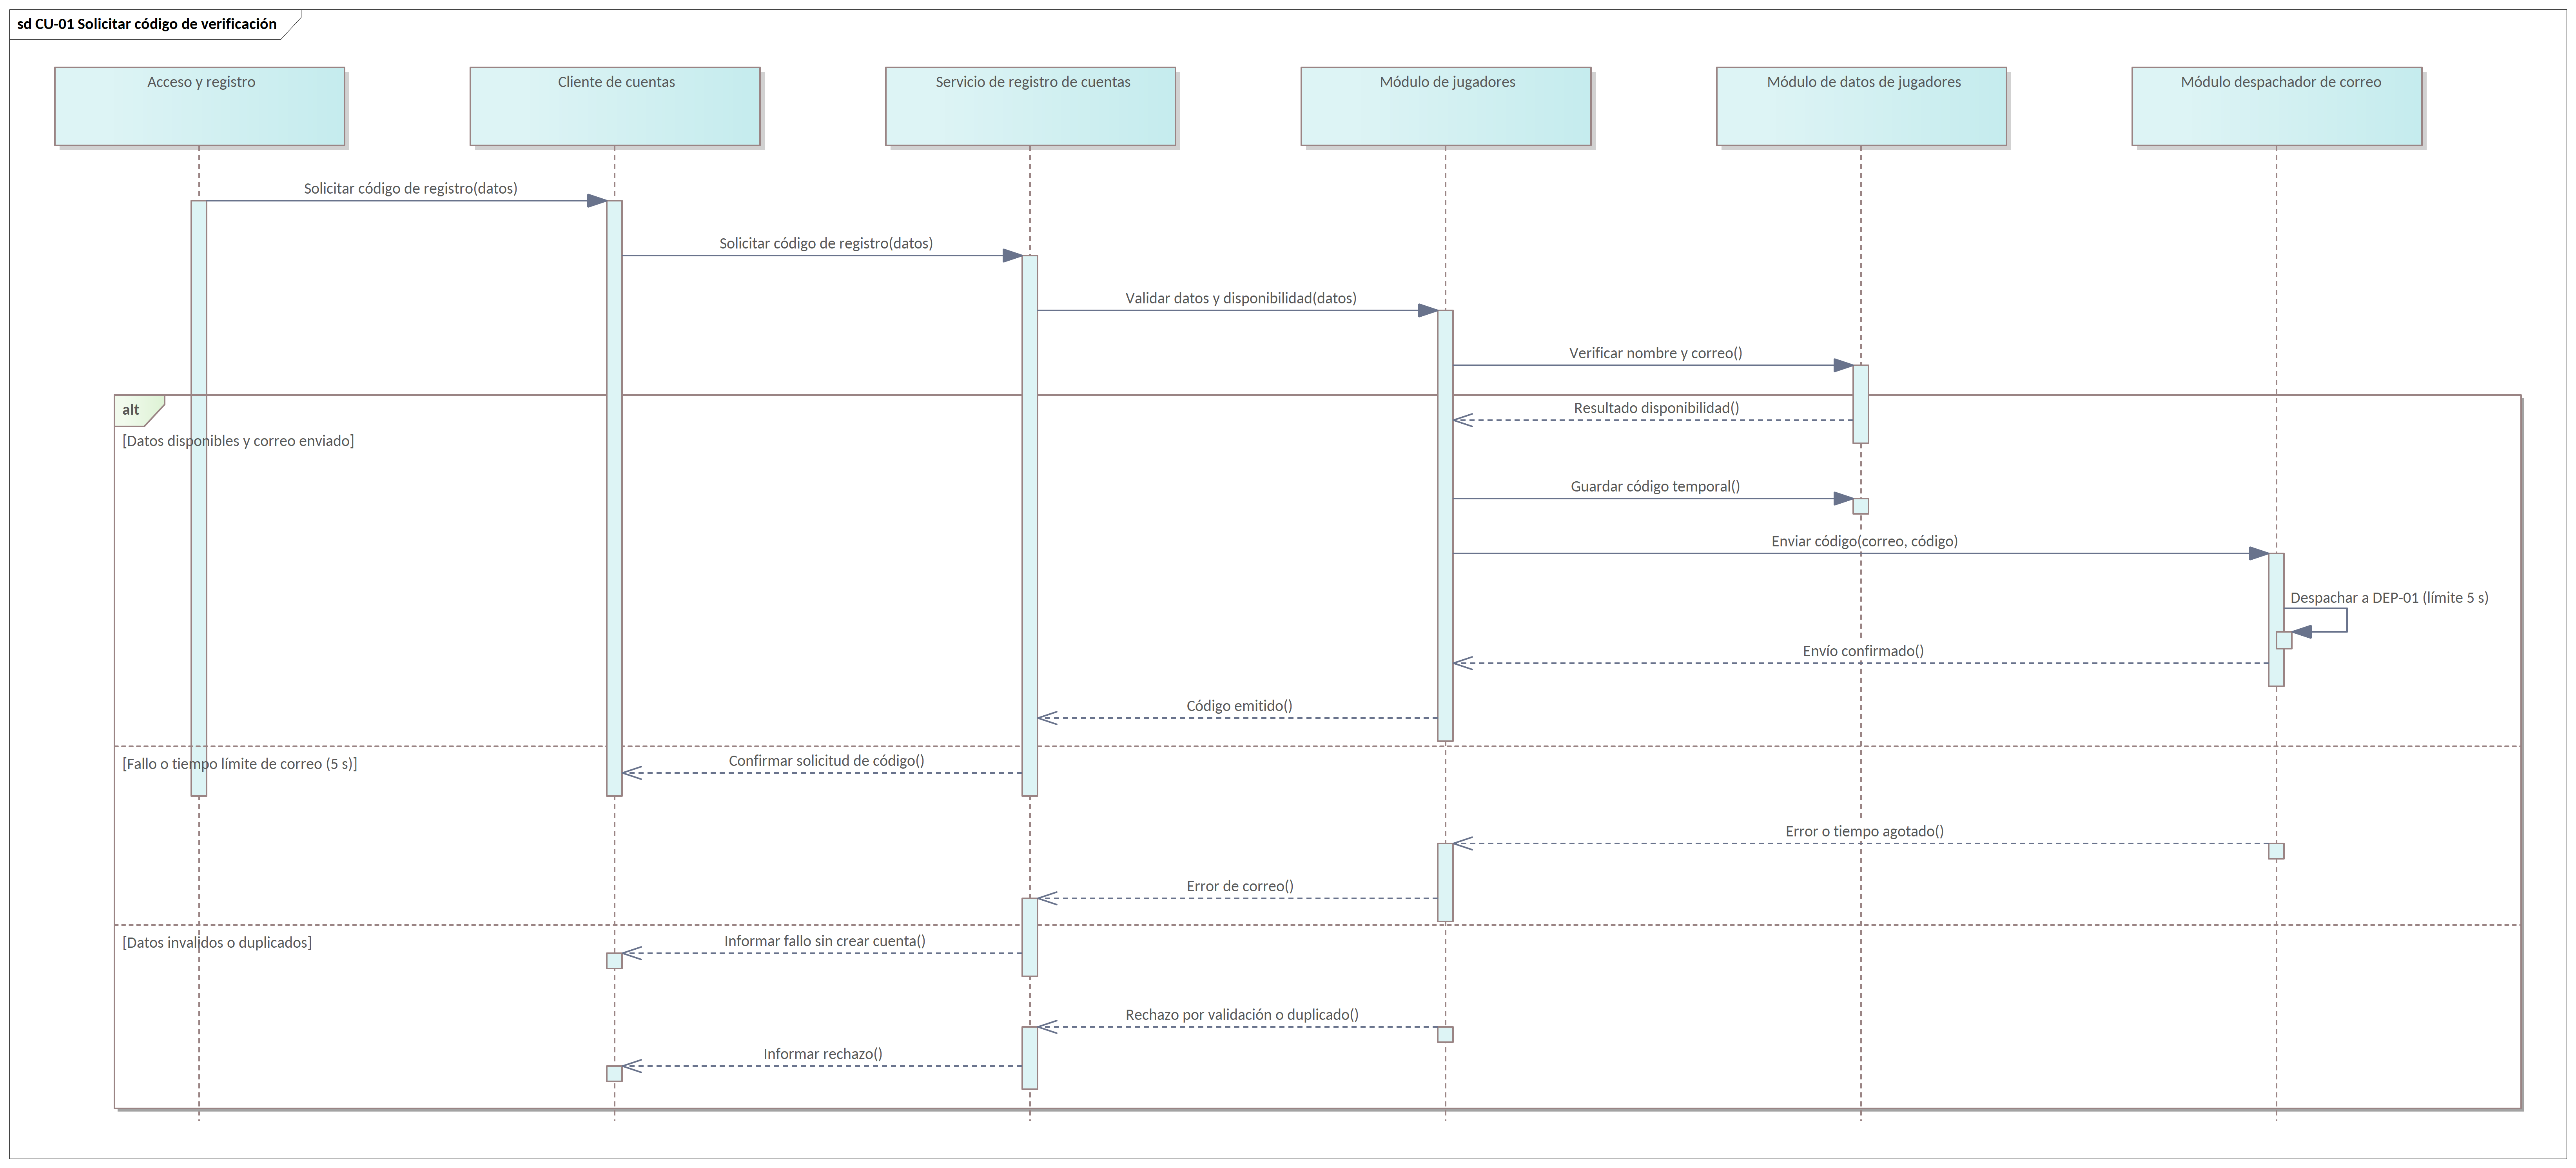 sd CU-01 Solicitar código de verificación
Acceso y registro
Cliente de cuentas
Servicio de registro de cuentas
Módulo de jugadores
Módulo de datos de jugadores
Módulo despachador de correo
Solicitar código de registro(datos)
Solicitar código de registro(datos)
Validar datos y disponibilidad(datos)
Verificar nombre y correo()
alt
Resultado disponibilidad()
[Datos disponibles y correo enviado]
Guardar código temporal()
Enviar código(correo, código)
Despachar a DEP-01 (límite 5 s)
Envío confirmado()
Código emitido()
[Fallo o tiempo límite de correo (5 s)]
Confirmar solicitud de código()
Error o tiempo agotado()
Error de correo()
[Datos invalidos o duplicados]
Informar fallo sin crear cuenta()
Rechazo por validación o duplicado()
Informar rechazo()